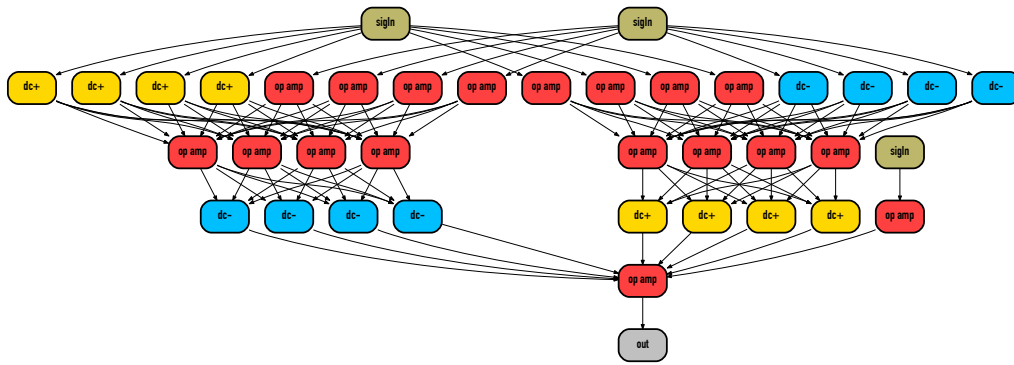 sigIn sigIn
dc+ dc+ dc+ dc+ op amp op amp op amp op amp op amp op amp op amp op amp dc- dc- dc- dc-
op amp op amp op amp op amp op amp op amp op amp op amp sigIn
dc- dc- dc- dc- dc+ dc+ dc+ dc+ op amp
op amp
out